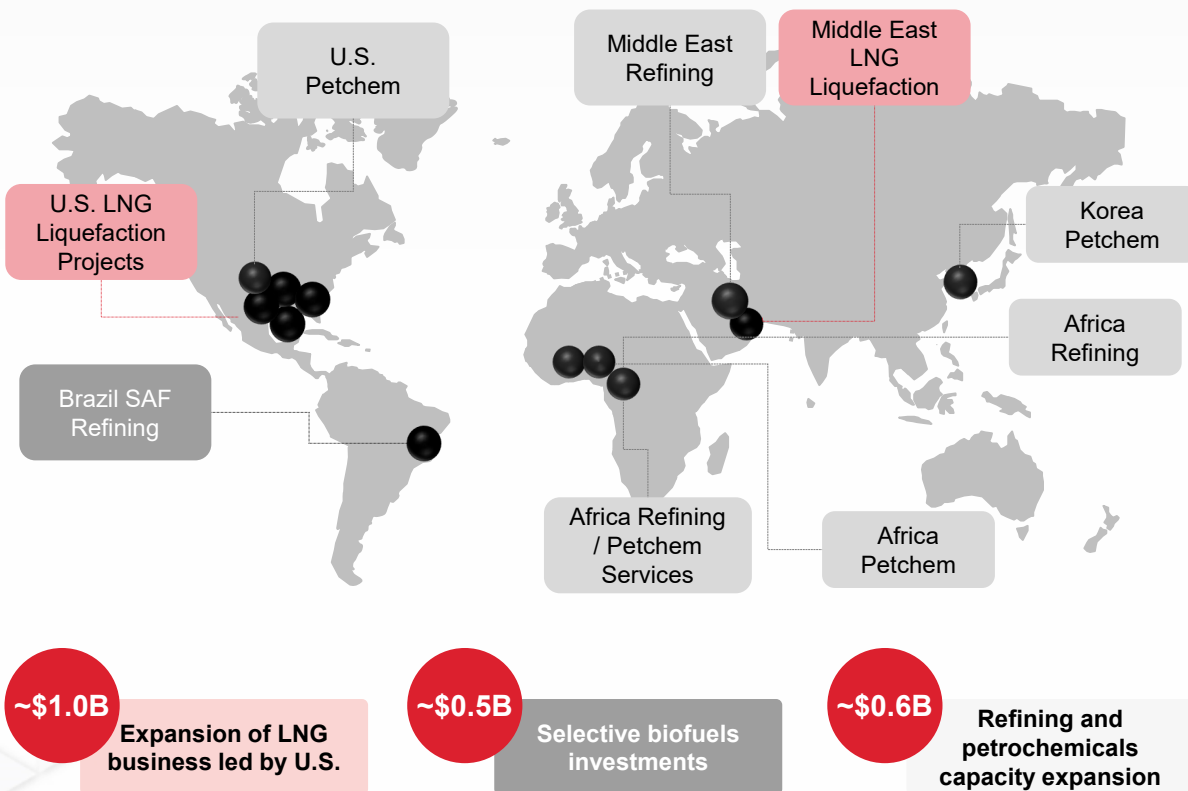 U.S.
Petchem
Middle East
Refining
Middle East
LNG
Liquefaction
U.S. LNG
Liquefaction
Projects
Korea
Petchem
Africa
Refining
Brazil SAF
Refining
Africa Refining
/ Petchem
Services
Africa
Petchem
~$1.0B
Expansion of LNG
business led by U.S.
~$0.5B
Selective biofuels
investments
~$0.6B
Refining and
petrochemicals
capacity expansion